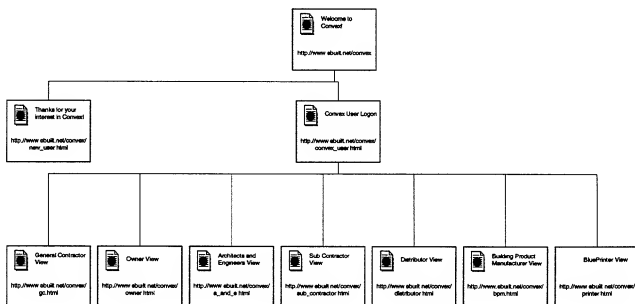 Welcome to
Convex!
http://www ebuilt.net/convex
Thanks for your
interest in Convex!
http://www ebuilt.net/convex/
new_user html
Convex User Logon
http://www ebuilt.net/convex/
convex_user html
General Contractor
View
http://www ebuilt.net/convex/
gc.html
Owner View
http://www ebuilt.net/convex/
owner html
Architects and
Engineers View
http://www ebuilt.net/convex/
a_and_e html
Sub Contractor
View
http://www ebuilt.net/convex/
sub_contractor html
Distributor View
http://www ebuilt.net/convex/
distributor html
Building Product
Manufacturer View
http://www ebuilt.net/convex/
bpm.html
BluePrinter View
http://www ebuilt.net/convex/
printer html